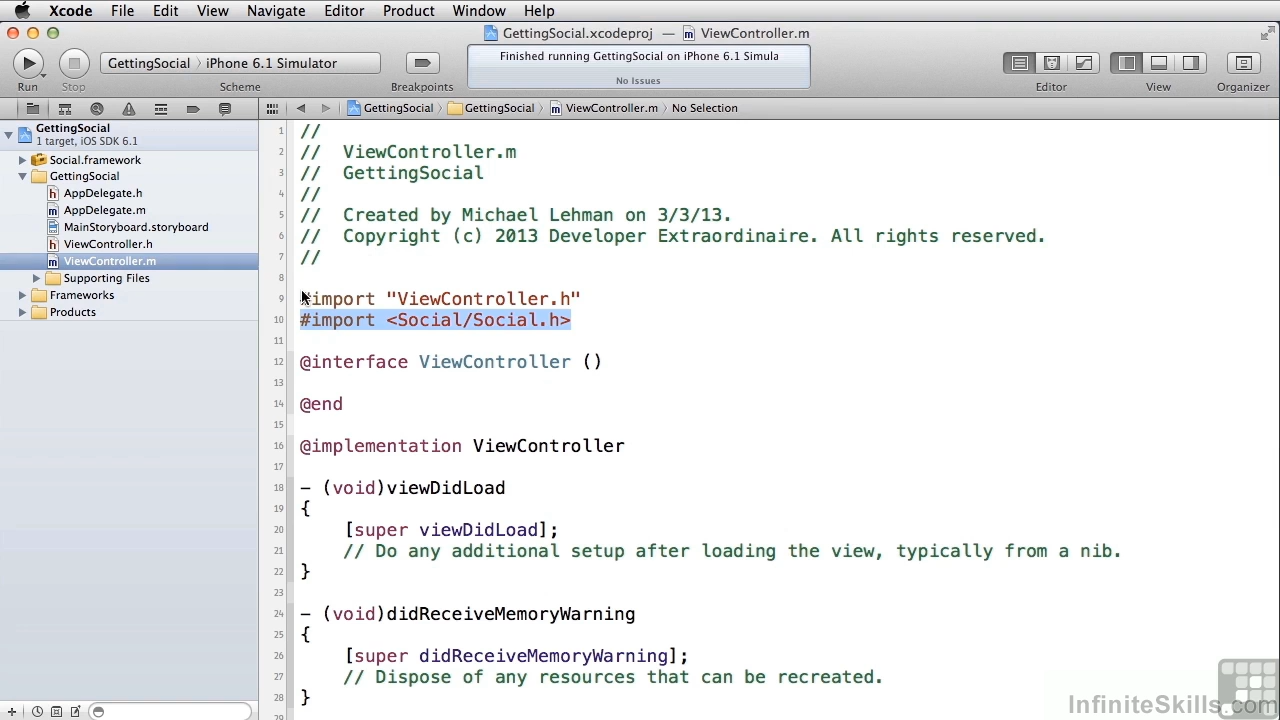 Xcode File Edit View Navigate Editor Product Window Help
GettingSocial.xcodeproj — ViewController.m
Run Stop
GettingSocial iPhone 6.1 Simulator
Scheme
Breakpoints
Finished running GettingSocial on iPhone 6.1 Simula
No Issues
Editor View Organizer
GettingSocial GettingSocial ViewController.m No Selection
GettingSocial
1 target, iOS SDK 6.1
Social.framework
GettingSocial
AppDelegate.h
AppDelegate.m
MainStoryboard.storyboard
ViewController.h
ViewController.m
Supporting Files
Frameworks
Products
1 //
2 // ViewController.m
3 // GettingSocial
4 //
5 // Created by Michael Lehman on 3/3/13.
6 // Copyright (c) 2013 Developer Extraordinaire. All rights reserved.
7 //
8
9 #import "ViewController.h"
10 #import <Social/Social.h>
11
12 @interface ViewController ()
13
14 @end
15
16 @implementation ViewController
17
18 - (void)viewDidLoad
19 {
20 [super viewDidLoad];
21 // Do any additional setup after loading the view, typically from a nib.
22 }
23
24 - (void)didReceiveMemoryWarning
25 {
26 [super didReceiveMemoryWarning];
27 // Dispose of any resources that can be recreated.
28 }
29
InfiniteSkills.com